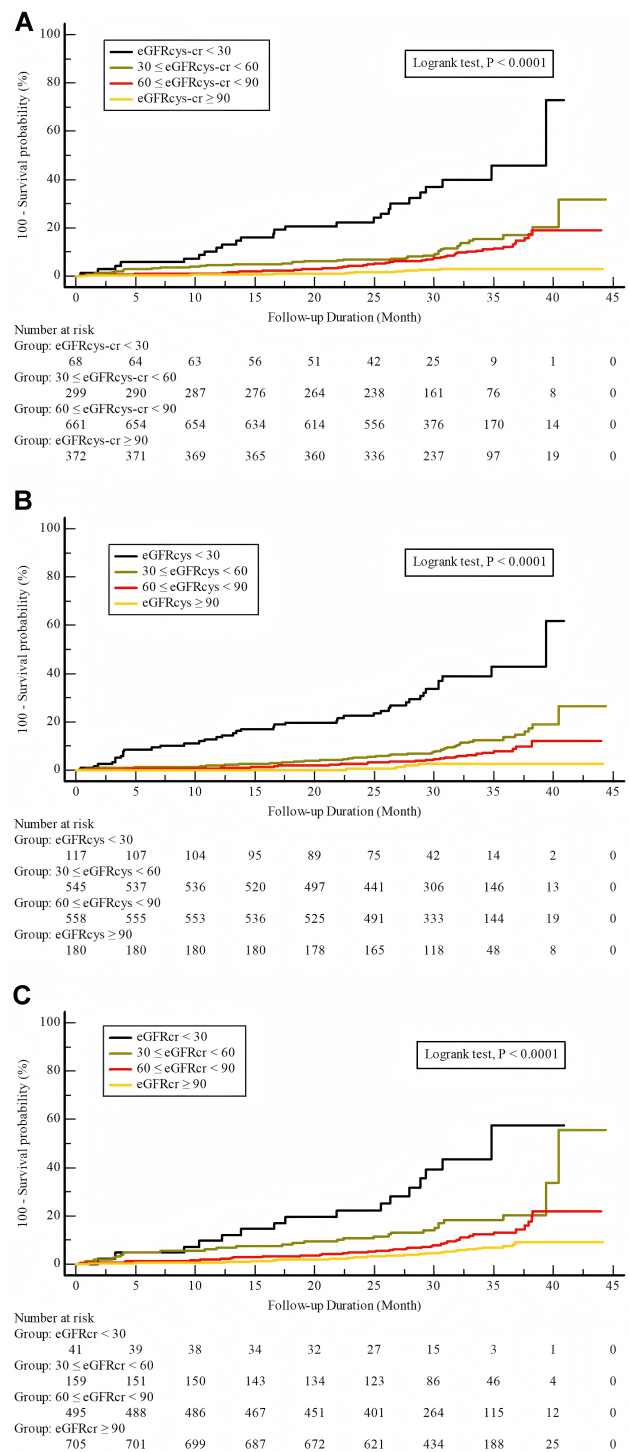 A
100
80
60
40
20
0
100 - Survival probability (%)
eGFRcys-cr < 30
30 ≤ eGFRcys-cr < 60
60 ≤ eGFRcys-cr < 90
eGFRcys-cr ≥ 90
Logrank test, P < 0.0001
0 5 10 15 20 25 30 35 40 45
Follow-up Duration (Month)
Number at risk
Group: eGFRcys-cr < 30
68 64 63 56 51 42 25 9 1 0
Group: 30 ≤ eGFRcys-cr < 60
299 290 287 276 264 238 161 76 8 0
Group: 60 ≤ eGFRcys-cr < 90
661 654 654 634 614 556 376 170 14 0
Group: eGFRcys-cr ≥ 90
372 371 369 365 360 336 237 97 19 0
B
100
80
60
40
20
0
100 - Survival probability (%)
eGFRcys < 30
30 ≤ eGFRcys < 60
60 ≤ eGFRcys < 90
eGFRcys ≥ 90
Logrank test, P < 0.0001
0 5 10 15 20 25 30 35 40 45
Follow-up Duration (Month)
Number at risk
Group: eGFRcys < 30
117 107 104 95 89 75 42 14 2 0
Group: 30 ≤ eGFRcys < 60
545 537 536 520 497 441 306 146 13 0
Group: 60 ≤ eGFRcys < 90
558 555 553 536 525 491 333 144 19 0
Group: eGFRcys ≥ 90
180 180 180 180 178 165 118 48 8 0
C
100
80
60
40
20
0
100 - Survival probability (%)
eGFRcr < 30
30 ≤ eGFRcr < 60
60 ≤ eGFRcr < 90
eGFRcr ≥ 90
Logrank test, P < 0.0001
0 5 10 15 20 25 30 35 40 45
Follow-up Duration (Month)
Number at risk
Group: eGFRcr < 30
41 39 38 34 32 27 15 3 1 0
Group: 30 ≤ eGFRcr < 60
159 151 150 143 134 123 86 46 4 0
Group: 60 ≤ eGFRcr < 90
495 488 486 467 451 401 264 115 12 0
Group: eGFRcr ≥ 90
705 701 699 687 672 621 434 188 25 0